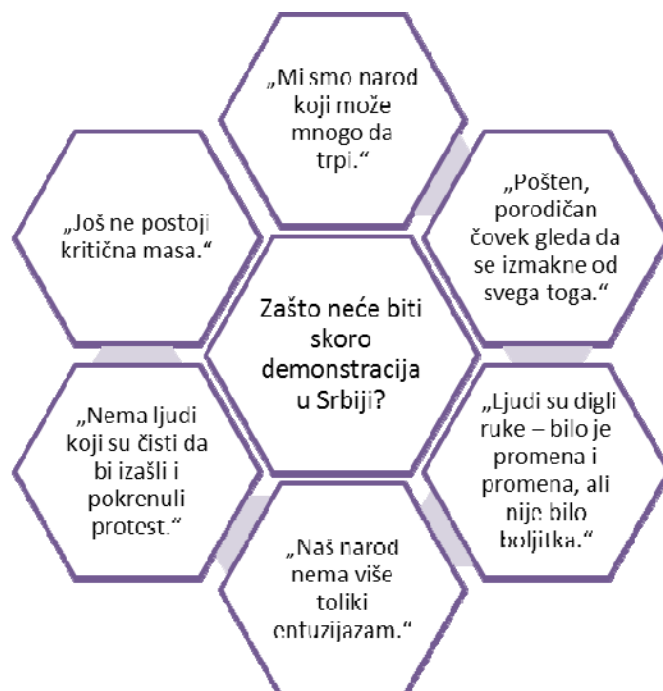 „Mi smo narod
koji može
mnogo da
trpi.“
„Pošten,
porodičan
čovek gleda da
se izmakne od
svega toga.“
„Još ne postoji
kritična masa.“
Zašto neće biti
skoro
demonstracija
u Srbiji?
„Nema ljudi
koji su čisti da
bi izašli i
pokrenuli
protest.“
„Ljudi su digli
ruke – bilo je
promena i
promena, ali
nije bilo
boljitka.“
„Naš narod
nema više
toliki
entuzijazam.“